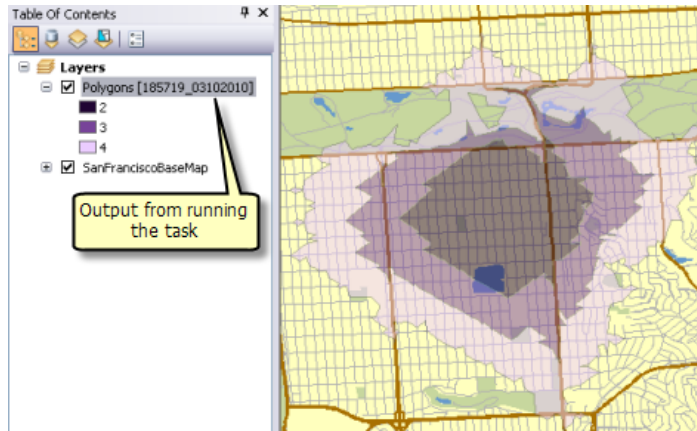 Table Of Contents
Layers
Polygons [185719_03102010]
2
3
4
SanFranciscoBaseMap
Output from running
the task